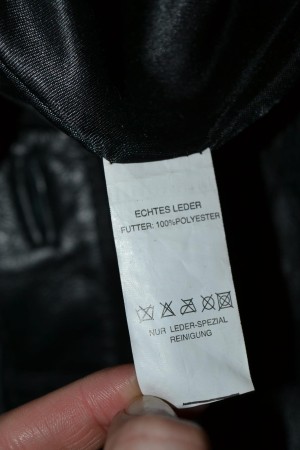 ECHTES LEDER
FUTTER: 100%POLYESTER
NUR LEDER-SPEZIAL
REINIGUNG